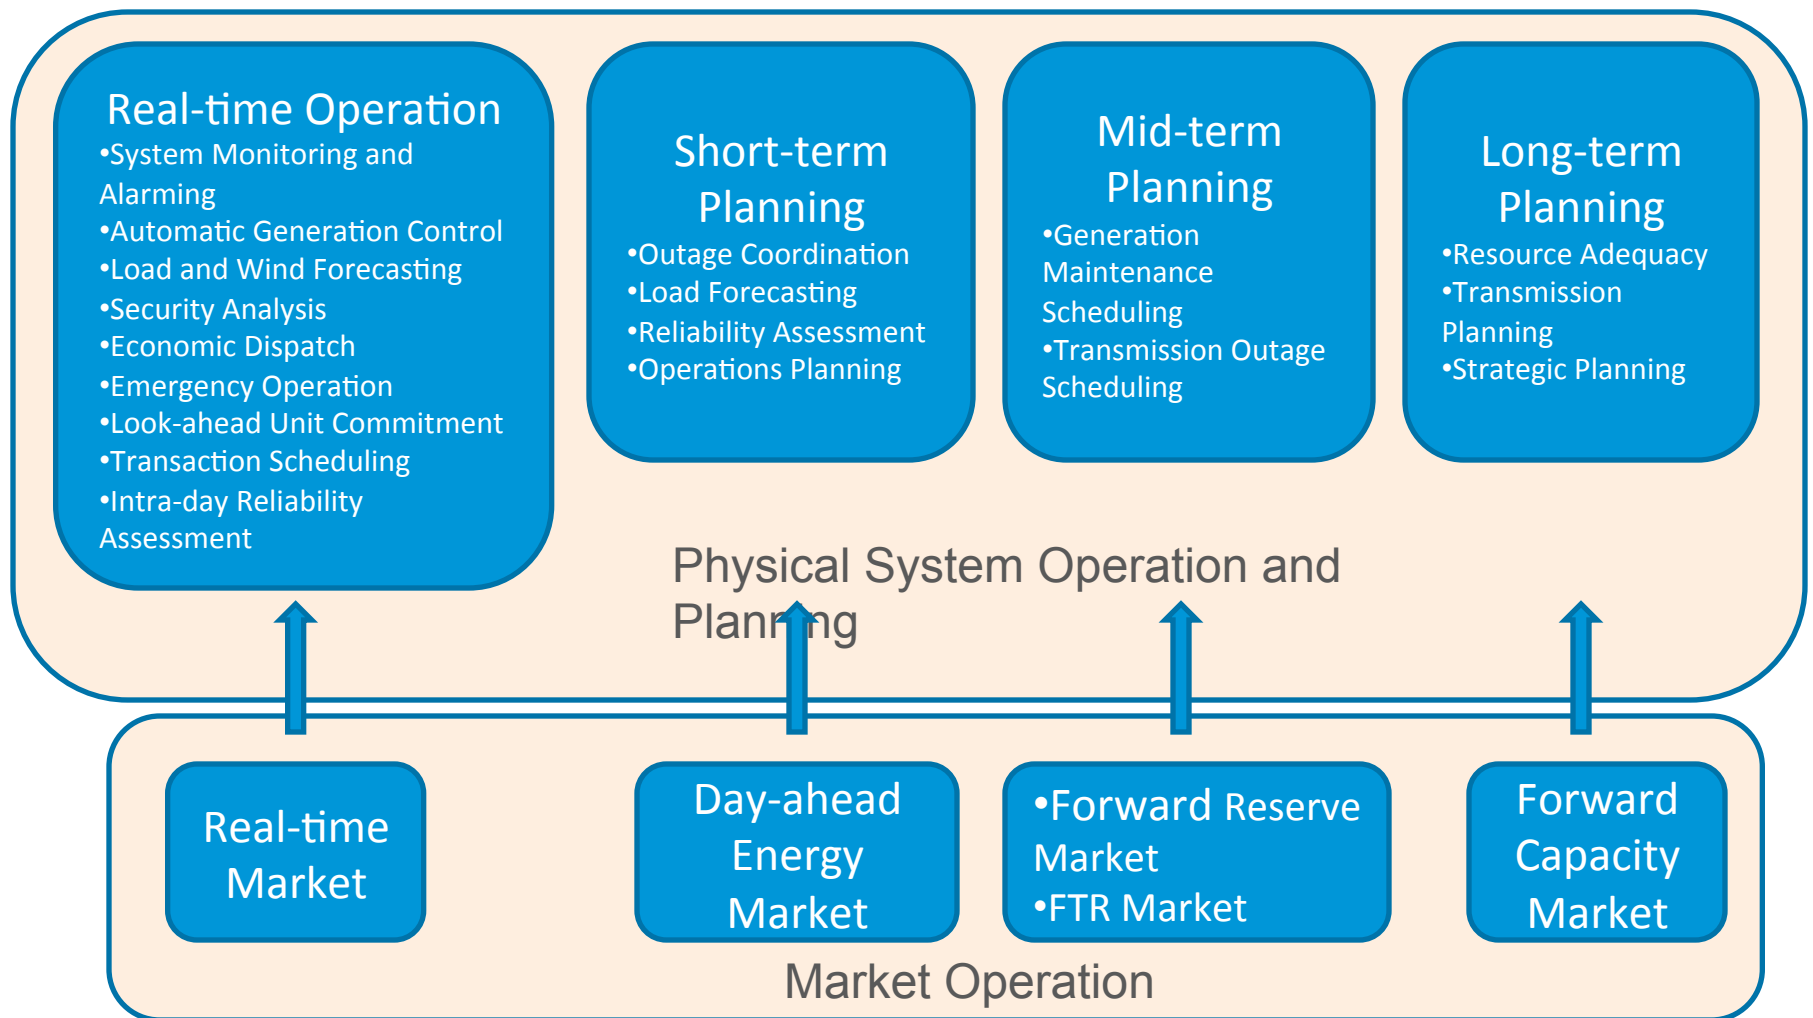 Real-time Operation
•System Monitoring and
Alarming
•Automatic Generation Control
•Load and Wind Forecasting
•Security Analysis
•Economic Dispatch
•Emergency Operation
•Look-ahead Unit Commitment
•Transaction Scheduling
•Intra-day Reliability
Assessment
Short-term
Planning
•Outage Coordination
•Load Forecasting
•Reliability Assessment
•Operations Planning
Mid-term
Planning
•Generation
Maintenance
Scheduling
•Transmission Outage
Scheduling
Long-term
Planning
•Resource Adequacy
•Transmission
Planning
•Strategic Planning
Physical System Operation and
Planning
Real-time
Market
Day-ahead
Energy
Market
•Forward Reserve
Market
•FTR Market
Forward
Capacity
Market
Market Operation